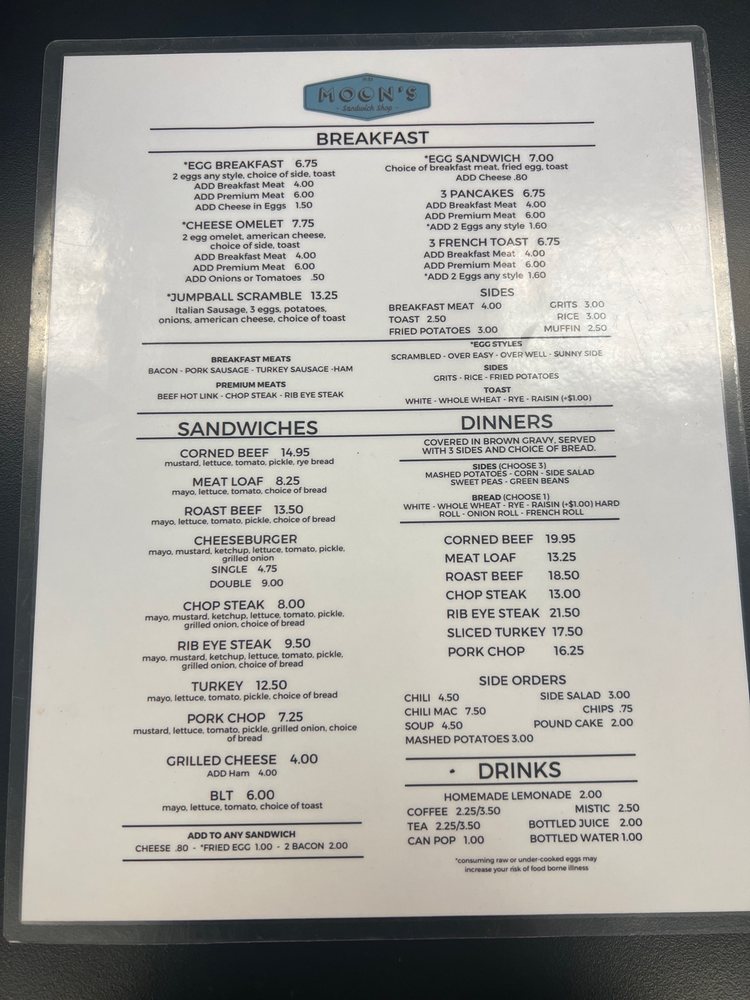 MOON'S
- Sandwich Shop -
BREAKFAST
*EGG BREAKFAST 6.75
2 eggs any style, choice of side, toast
ADD Breakfast Meat 4.00
ADD Premium Meat 6.00
ADD Cheese in Eggs 1.50
*CHEESE OMELET 7.75
2 egg omelet, american cheese,
choice of side, toast
ADD Breakfast Meat 4.00
ADD Premium Meat 6.00
ADD Onions or Tomatoes .50
*JUMPBALL SCRAMBLE 13.25
Italian Sausage, 3 eggs, potatoes,
onions, american cheese, choice of toast
*EGG SANDWICH 7.00
Choice of breakfast meat, fried egg, toast
ADD Cheese .80
3 PANCAKES 6.75
ADD Breakfast Meat 4.00
ADD Premium Meat 6.00
*ADD 2 Eggs any style 1.60
3 FRENCH TOAST 6.75
ADD Breakfast Meat 4.00
ADD Premium Meat 6.00
*ADD 2 Eggs any style 1.60
SIDES
BREAKFAST MEAT 4.00 GRITS 3.00
TOAST 2.50 RICE 3.00
FRIED POTATOES 3.00 MUFFIN 2.50
BREAKFAST MEATS
BACON - PORK SAUSAGE - TURKEY SAUSAGE -HAM
PREMIUM MEATS
BEEF HOT LINK - CHOP STEAK - RIB EYE STEAK
*EGG STYLES
SCRAMBLED - OVER EASY - OVER WELL - SUNNY SIDE
SIDES
GRITS - RICE - FRIED POTATOES
TOAST
WHITE - WHOLE WHEAT - RYE - RAISIN (+$1.00)
SANDWICHES
CORNED BEEF 14.95
mustard, lettuce, tomato, pickle, rye bread
MEAT LOAF 8.25
mayo, lettuce, tomato, choice of bread
ROAST BEEF 13.50
mayo, lettuce, tomato, pickle, choice of bread
CHEESEBURGER
mayo, mustard, ketchup, lettuce, tomato, pickle,
grilled onion
SINGLE 4.75
DOUBLE 9.00
CHOP STEAK 8.00
mayo, mustard, ketchup, lettuce, tomato, pickle,
grilled onion, choice of bread
RIB EYE STEAK 9.50
mayo, mustard, ketchup, lettuce, tomato, pickle,
grilled onion, choice of bread
TURKEY 12.50
mayo, lettuce, tomato, pickle, choice of bread
PORK CHOP 7.25
mustard, lettuce, tomato, pickle, grilled onion, choice
of bread
GRILLED CHEESE 4.00
ADD Ham 4.00
BLT 6.00
mayo, lettuce, tomato, choice of toast
ADD TO ANY SANDWICH
CHEESE .80 - *FRIED EGG 1.00 - 2 BACON 2.00
DINNERS
COVERED IN BROWN GRAVY, SERVED
WITH 3 SIDES AND CHOICE OF BREAD.
SIDES (CHOOSE 3)
MASHED POTATOES - CORN - SIDE SALAD
SWEET PEAS - GREEN BEANS
BREAD (CHOOSE 1)
WHITE - WHOLE WHEAT - RYE - RAISIN (+$1.00) HARD
ROLL - ONION ROLL - FRENCH ROLL
CORNED BEEF 19.95
MEAT LOAF 13.25
ROAST BEEF 18.50
CHOP STEAK 13.00
RIB EYE STEAK 21.50
SLICED TURKEY 17.50
PORK CHOP 16.25
SIDE ORDERS
CHILI 4.50 SIDE SALAD 3.00
CHILI MAC 7.50 CHIPS .75
SOUP 4.50 POUND CAKE 2.00
MASHED POTATOES 3.00
DRINKS
HOMEMADE LEMONADE 2.00
COFFEE 2.25/3.50 MISTIC 2.50
TEA 2.25/3.50 BOTTLED JUICE 2.00
CAN POP 1.00 BOTTLED WATER 1.00
*consuming raw or under-cooked eggs may
increase your risk of food borne illness